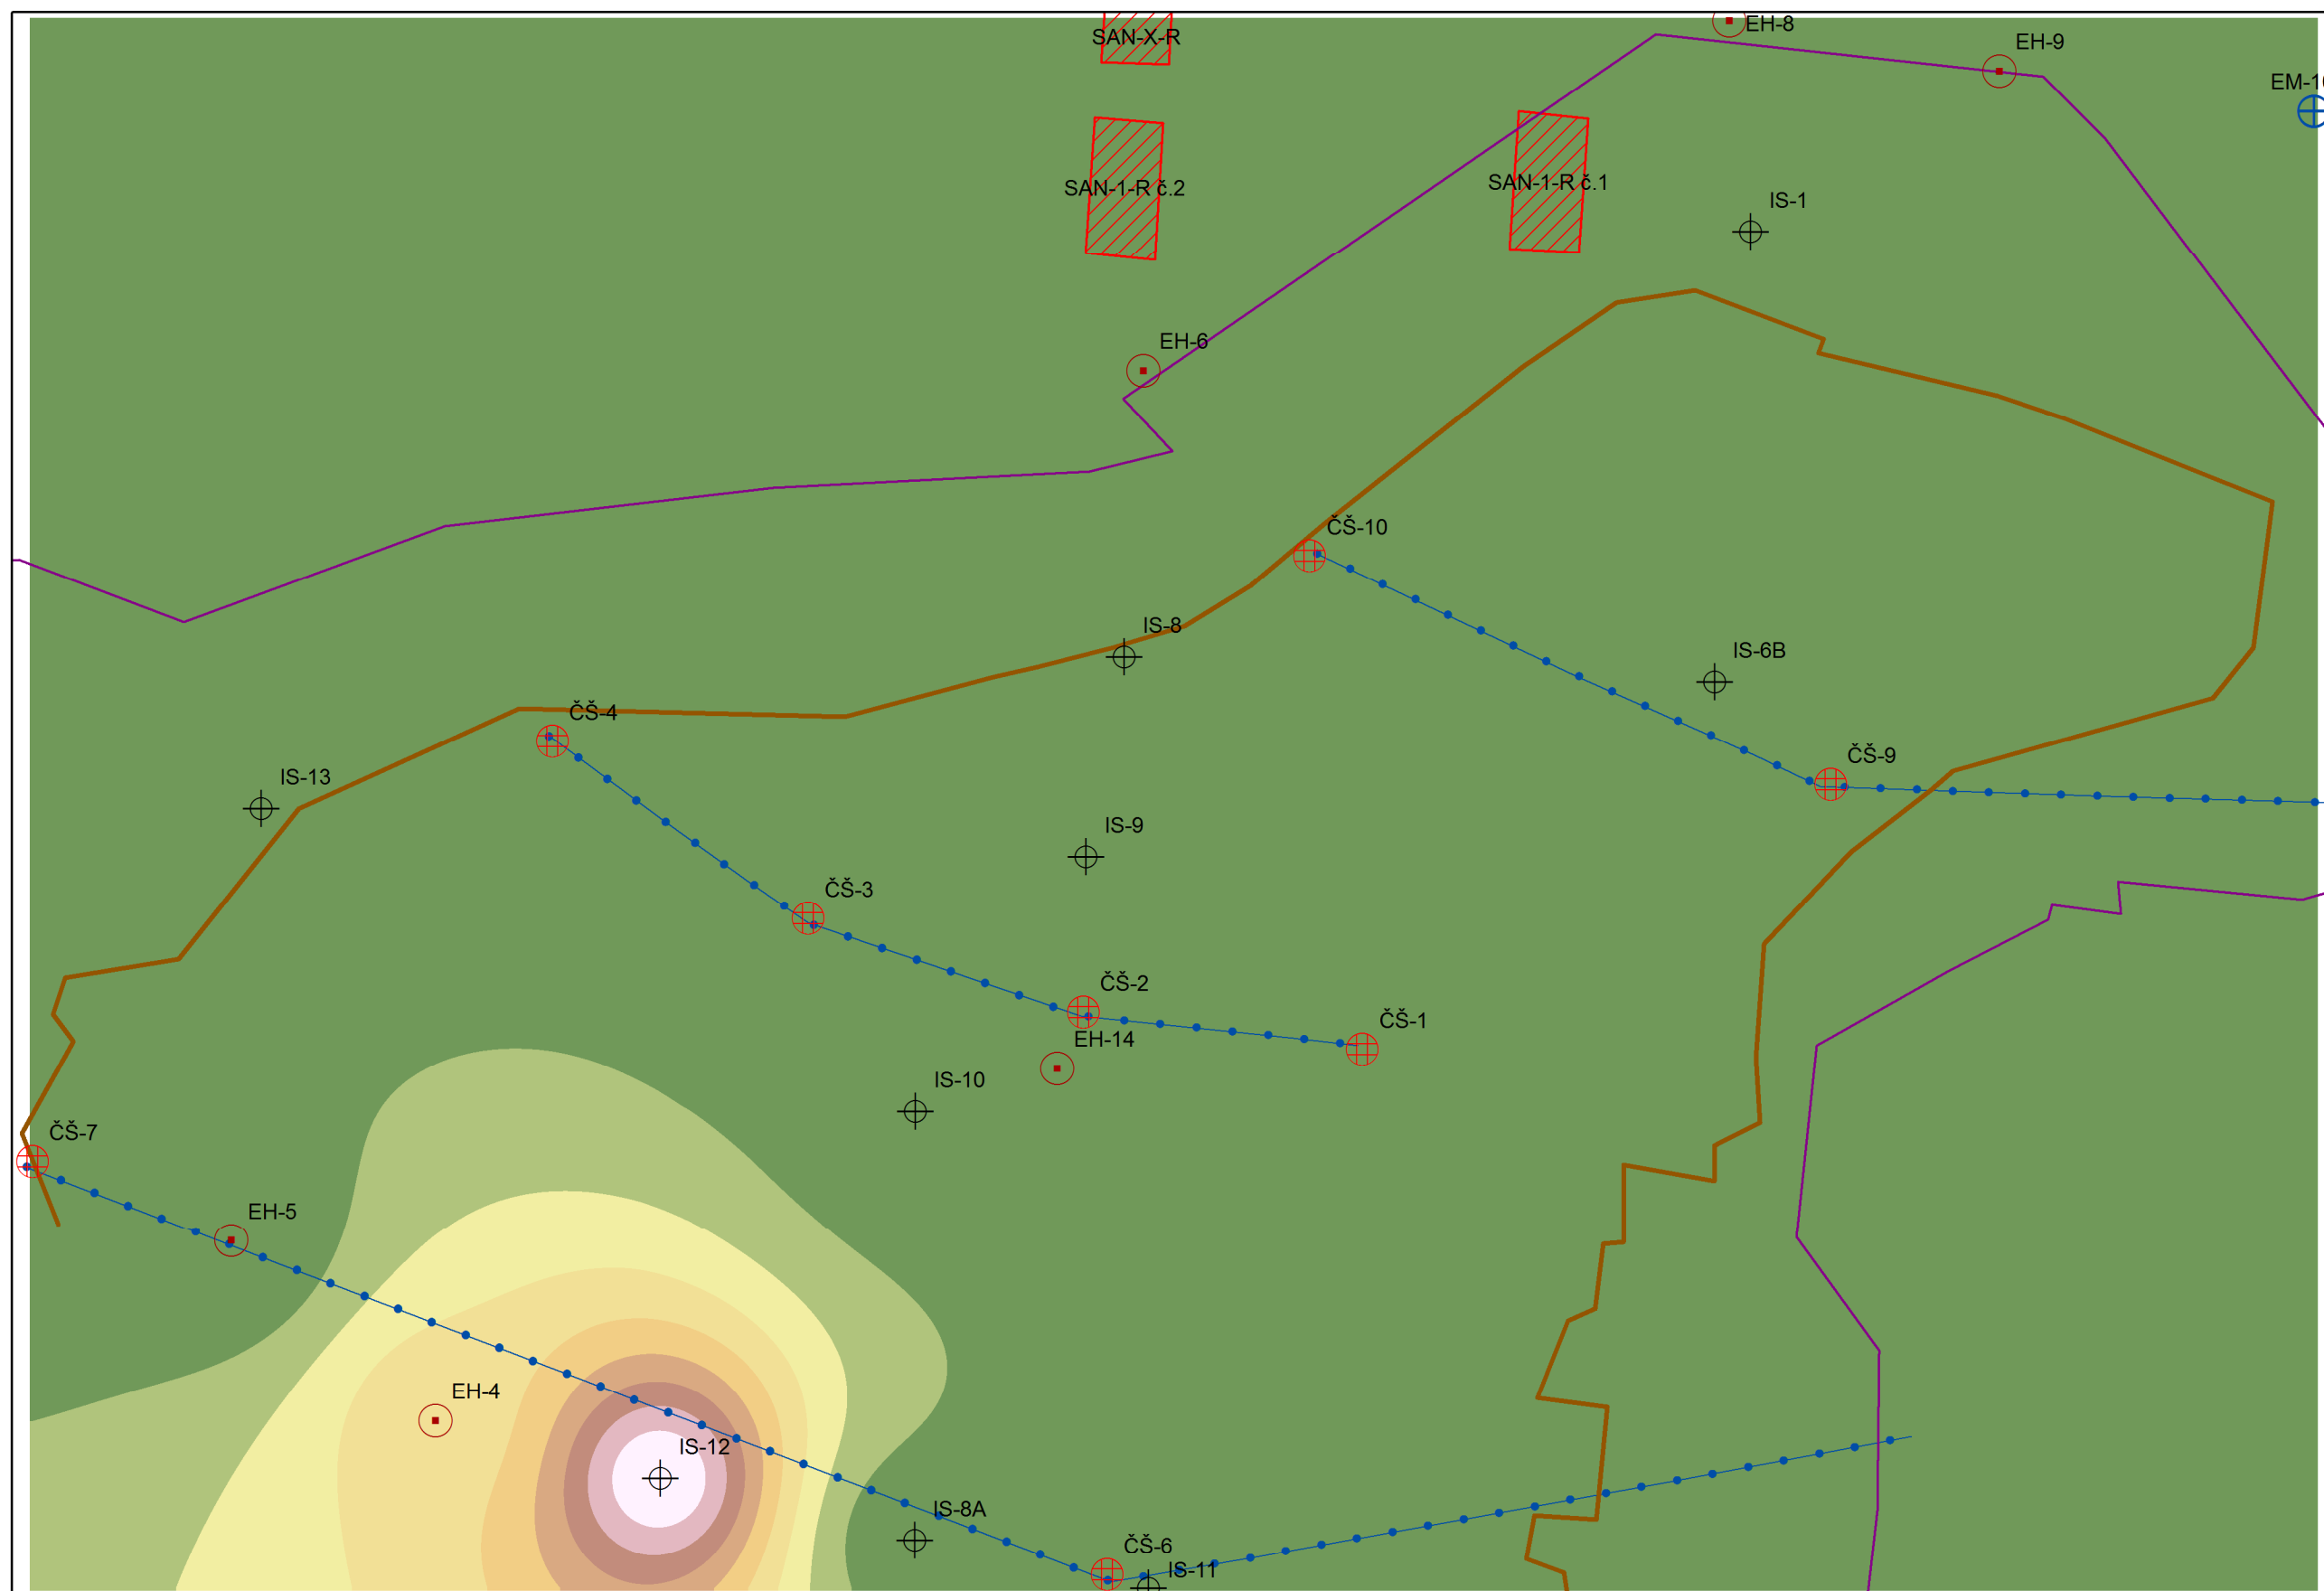 SAN-X-R
EH-8
EH-9
EM-10
SAN-1-R č.2
SAN-1-R č.1
IS-1
EH-6
ČŠ-10
IS-8
IS-6B
ČŠ-4
ČŠ-9
IS-13
IS-9
ČŠ-3
ČŠ-2
ČŠ-1
EH-14
IS-10
ČŠ-7
EH-5
EH-4
IS-12
IS-8A
ČŠ-6
IS-11